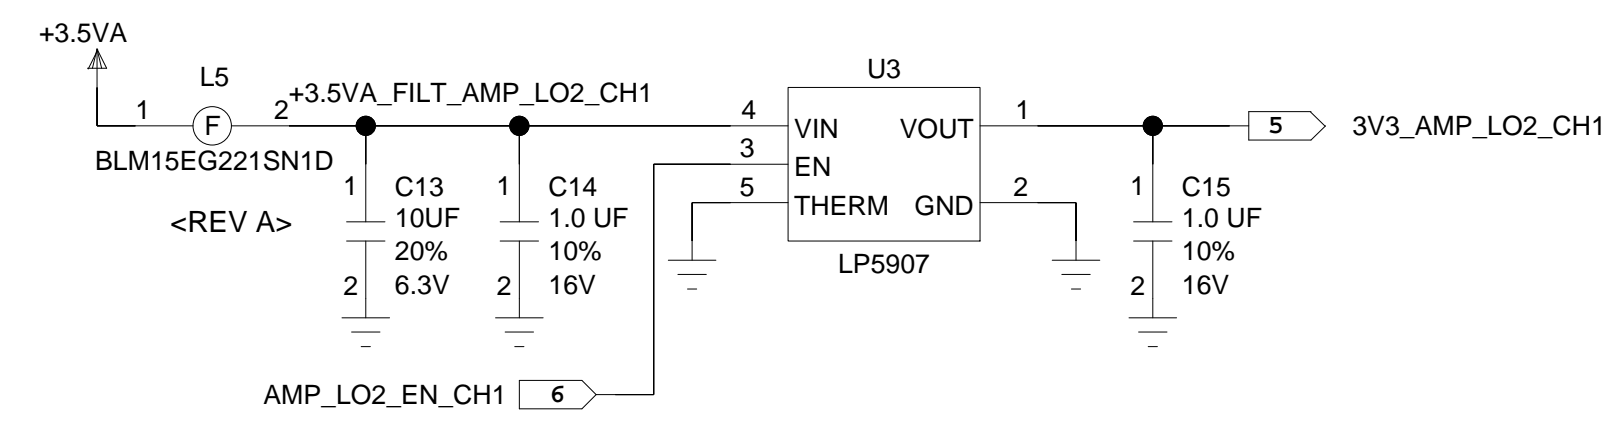 +3.5VA
L5
1 F 2
+3.5VA_FILT_AMP_LO2_CH1
BLM15EG221SN1D
<REV A>
1 C13
10UF
20%
2 6.3V
1 C14
1.0 UF
10%
2 16V
U3
4 VIN VOUT 1
3 EN
5 THERM GND 2
LP5907
5 3V3_AMP_LO2_CH1
1 C15
1.0 UF
10%
2 16V
AMP_LO2_EN_CH1 6